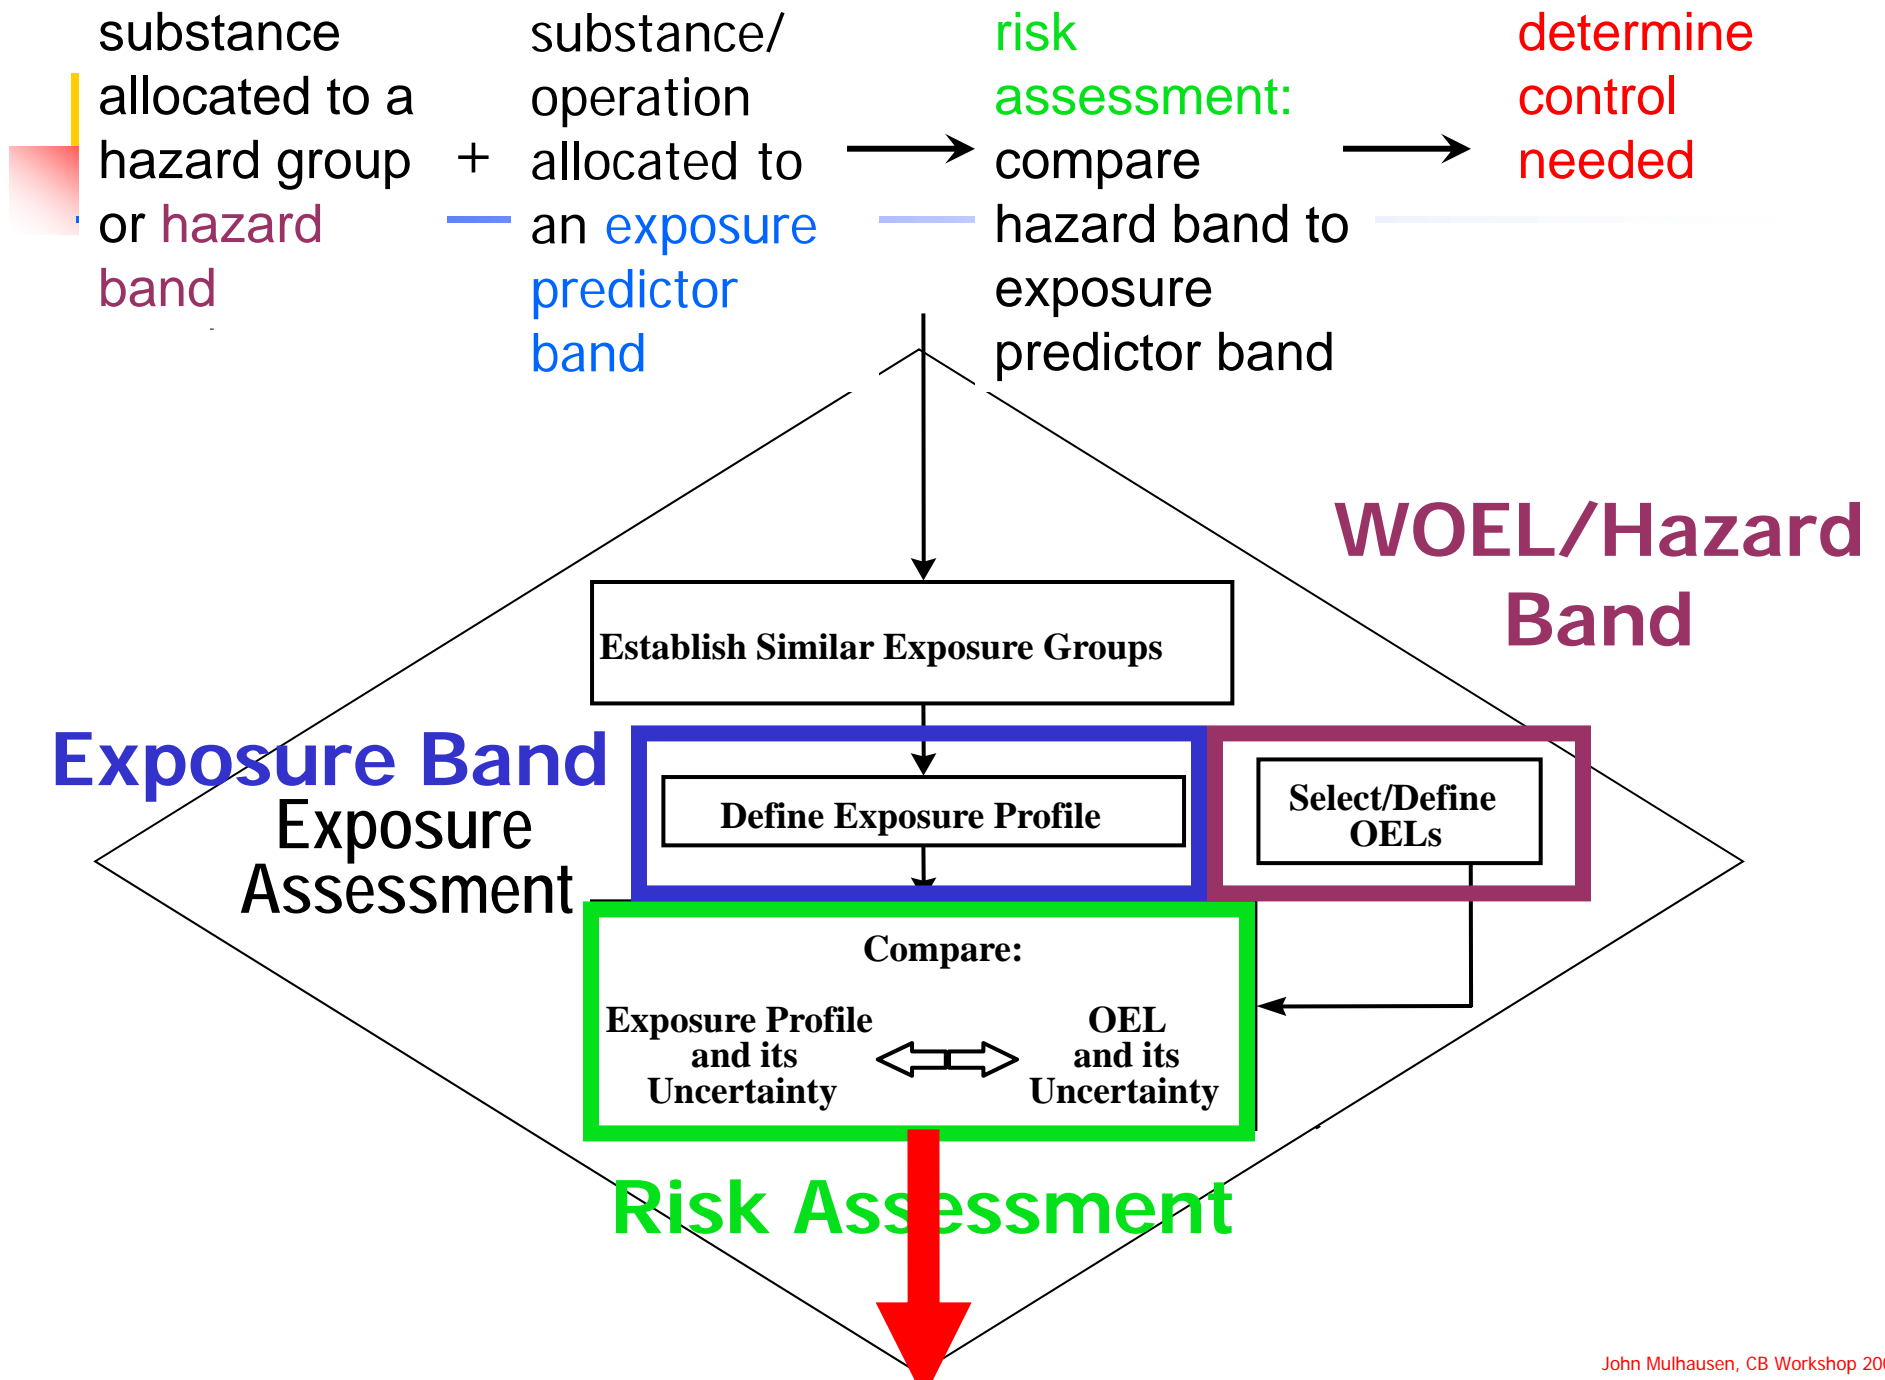 substance
allocated to a
hazard group
or hazard
band
+
substance/
operation
allocated to
an exposure
predictor
band
risk
assessment:
compare
hazard band to
exposure
predictor band
determine
control
needed
WOEL/Hazard
Band
Establish Similar Exposure Groups
Exposure Band
Exposure
Assessment
Define Exposure Profile
Select/Define
OELs
Compare:
Exposure Profile
and its
Uncertainty
OEL
and its
Uncertainty
Risk Assessment
John Mulhausen, CB Workshop